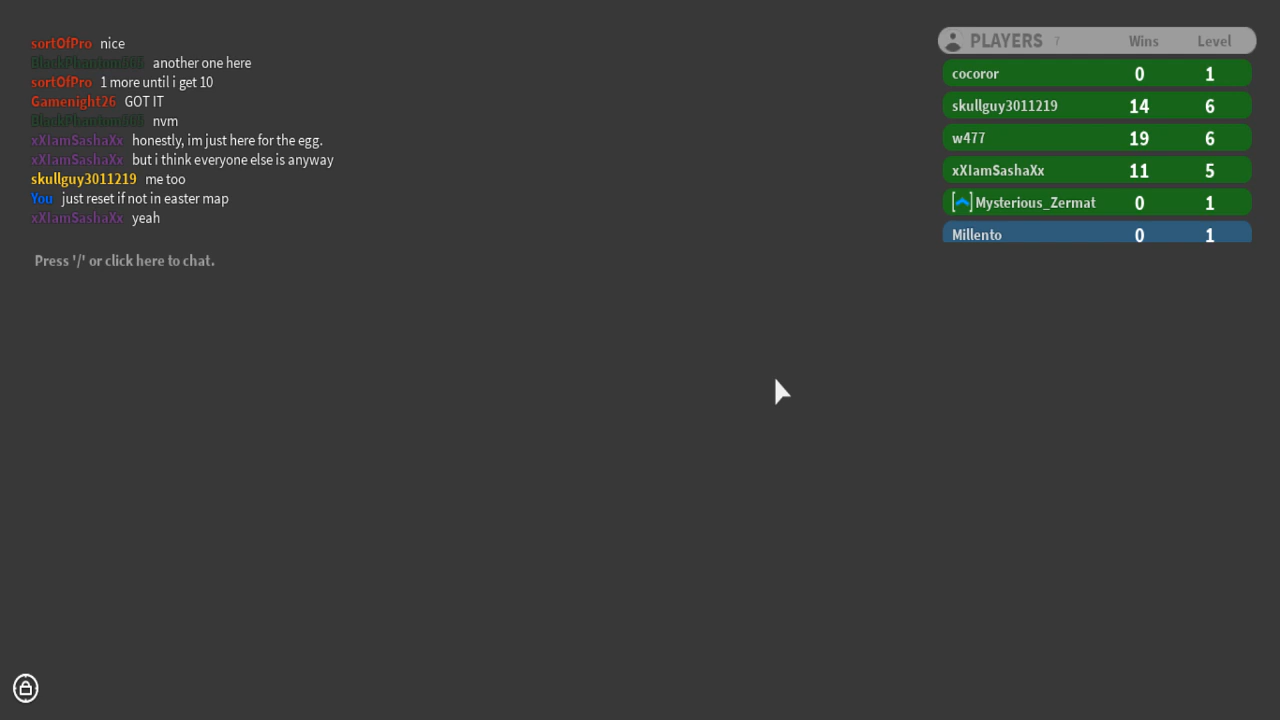 sortOfPro nice
another one here
sortOfPro 1 more until i get 10
Gamenight26 GOT IT
nvm
xXIamSashaXx honestly, im just here for the egg.
xXIamSashaXx but i think everyone else is anyway
skullguy3011219 me too
You just reset if not in easter map
xXIamSashaXx yeah
Press '/' or click here to chat.
PLAYERS 7 Wins Level
cocoror 0 1
skullguy3011219 14 6
w477 19 6
xXIamSashaXx 11 5
Mysterious_Zermat 0 1
Millento 0 1